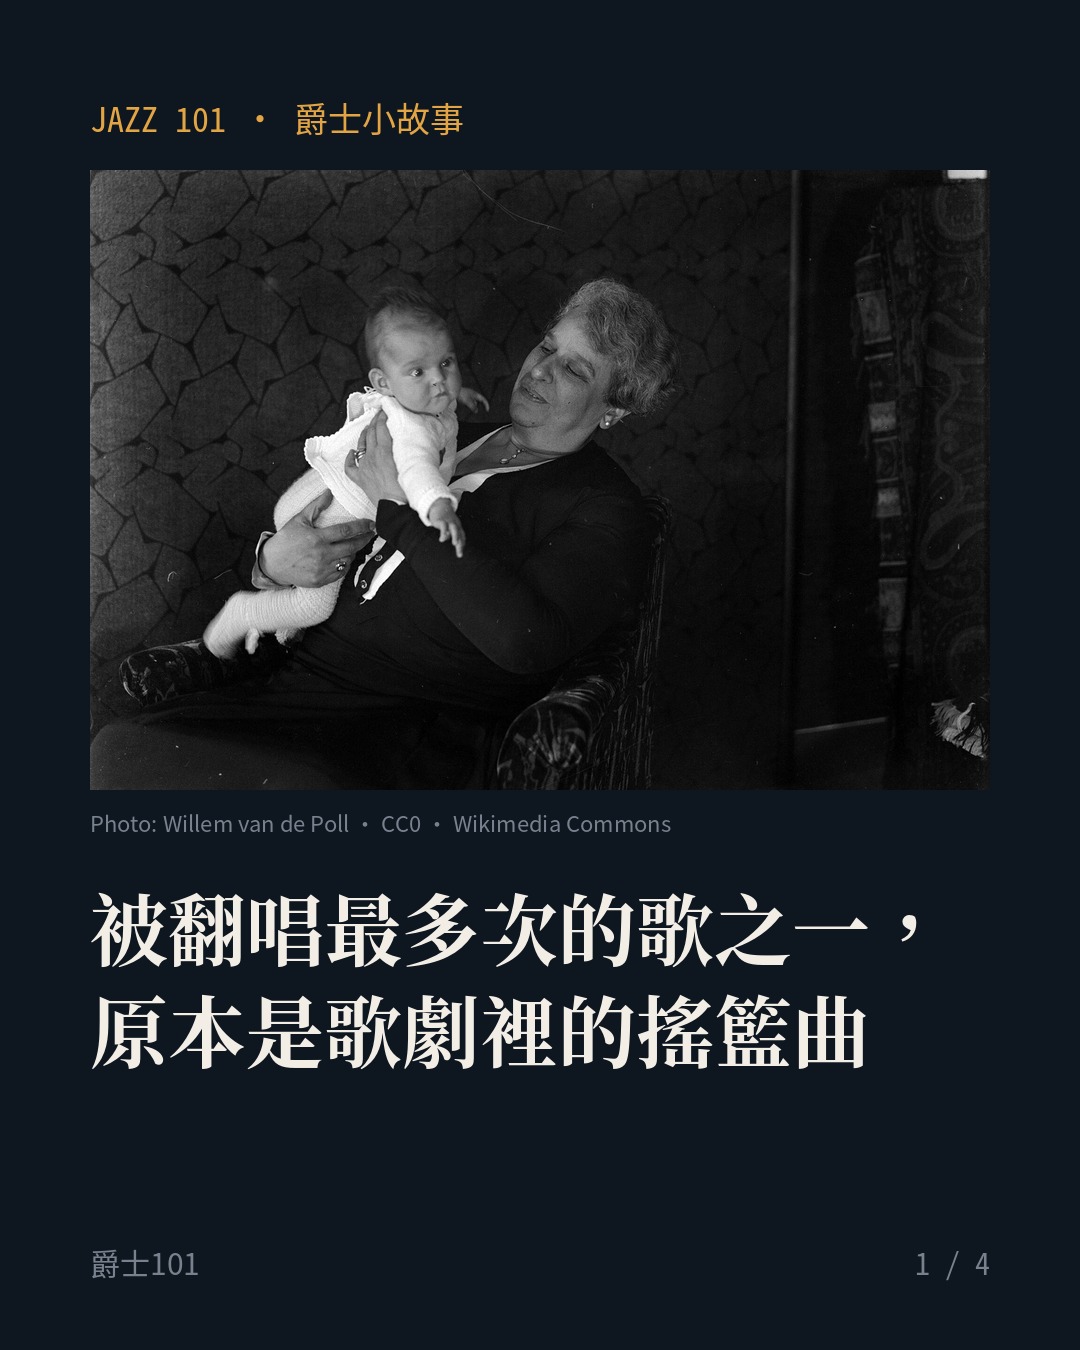 JAZZ 101 · 爵士小故事
Photo: Willem van de Poll · CC0 · Wikimedia Commons
被翻唱最多次的歌之一，
原本是歌劇裡的搖籃曲
爵士101
1 / 4